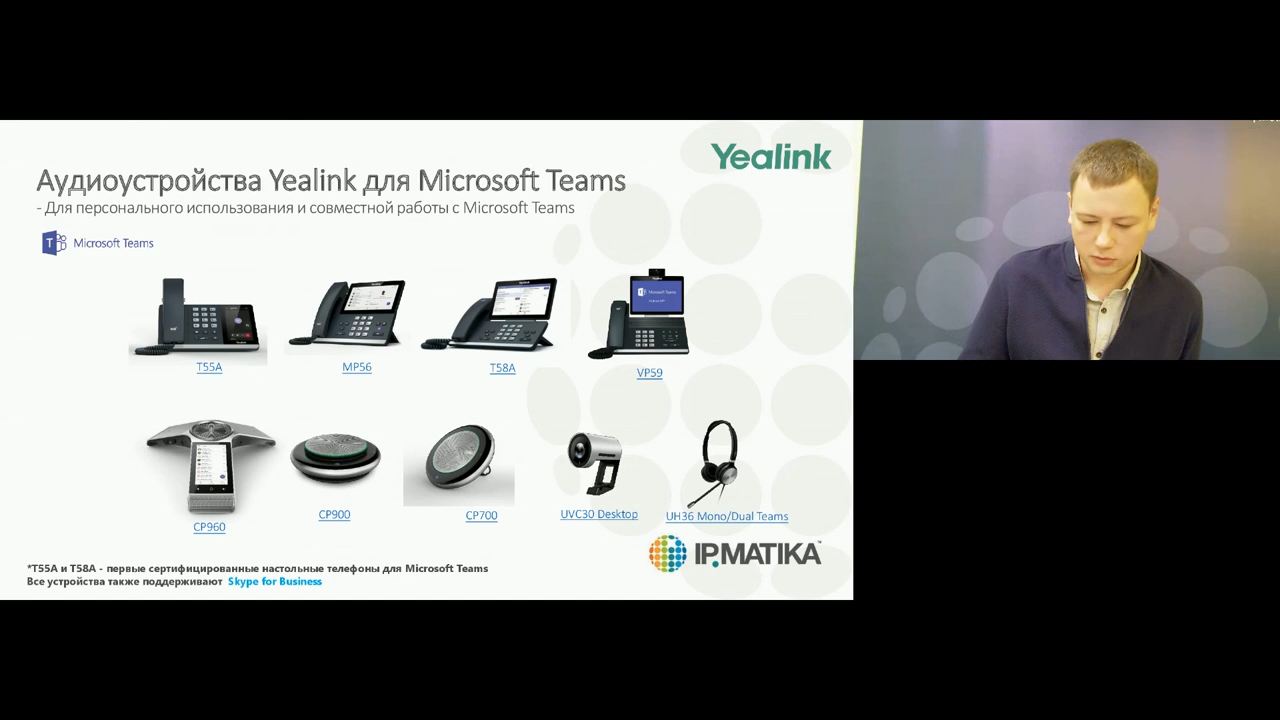 Yealink
Аудиоустройства Yealink для Microsoft Teams
- Для персонального использования и совместной работы с Microsoft Teams
Microsoft Teams
T55A
MP56
T58A
VP59
CP960
CP900
CP700
UVC30 Desktop
UH36 Mono/Dual Teams
IP.MATIKA™
*T55A и T58A - первые сертифицированные настольные телефоны для Microsoft Teams
Все устройства также поддерживают Skype for Business